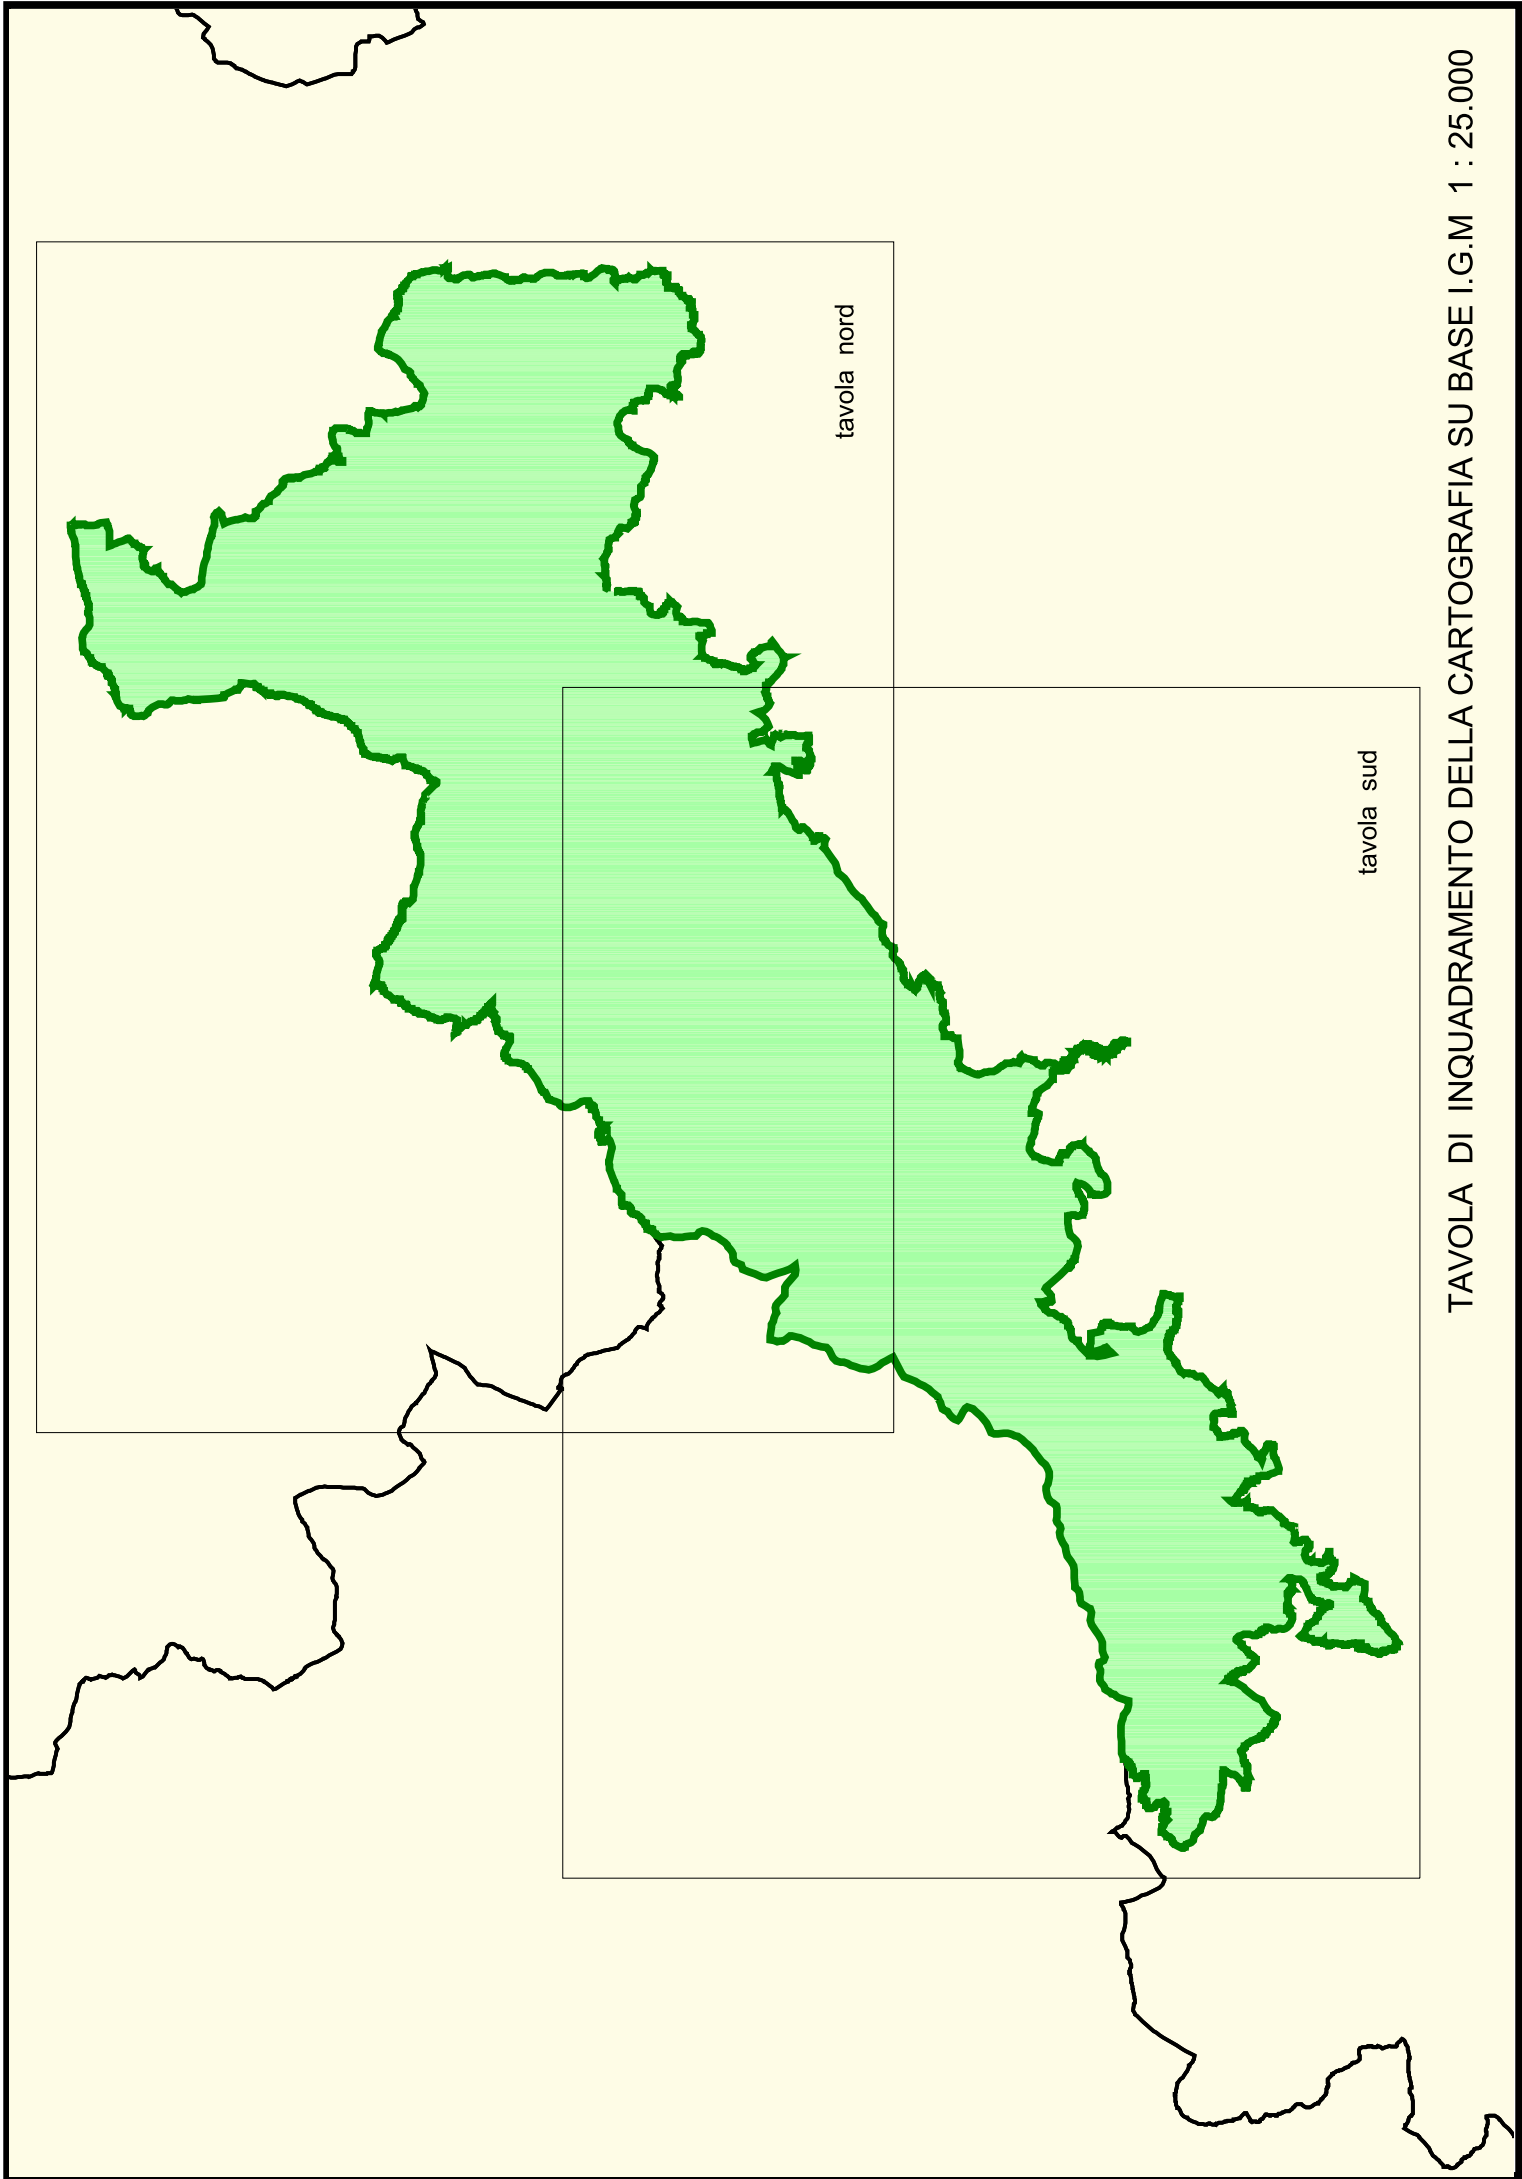 tavola  nord
tavola  sud
TAVOLA  DI  INQUADRAMENTO DELLA CARTOGRAFIA SU BASE I.G.M  1 : 25.000